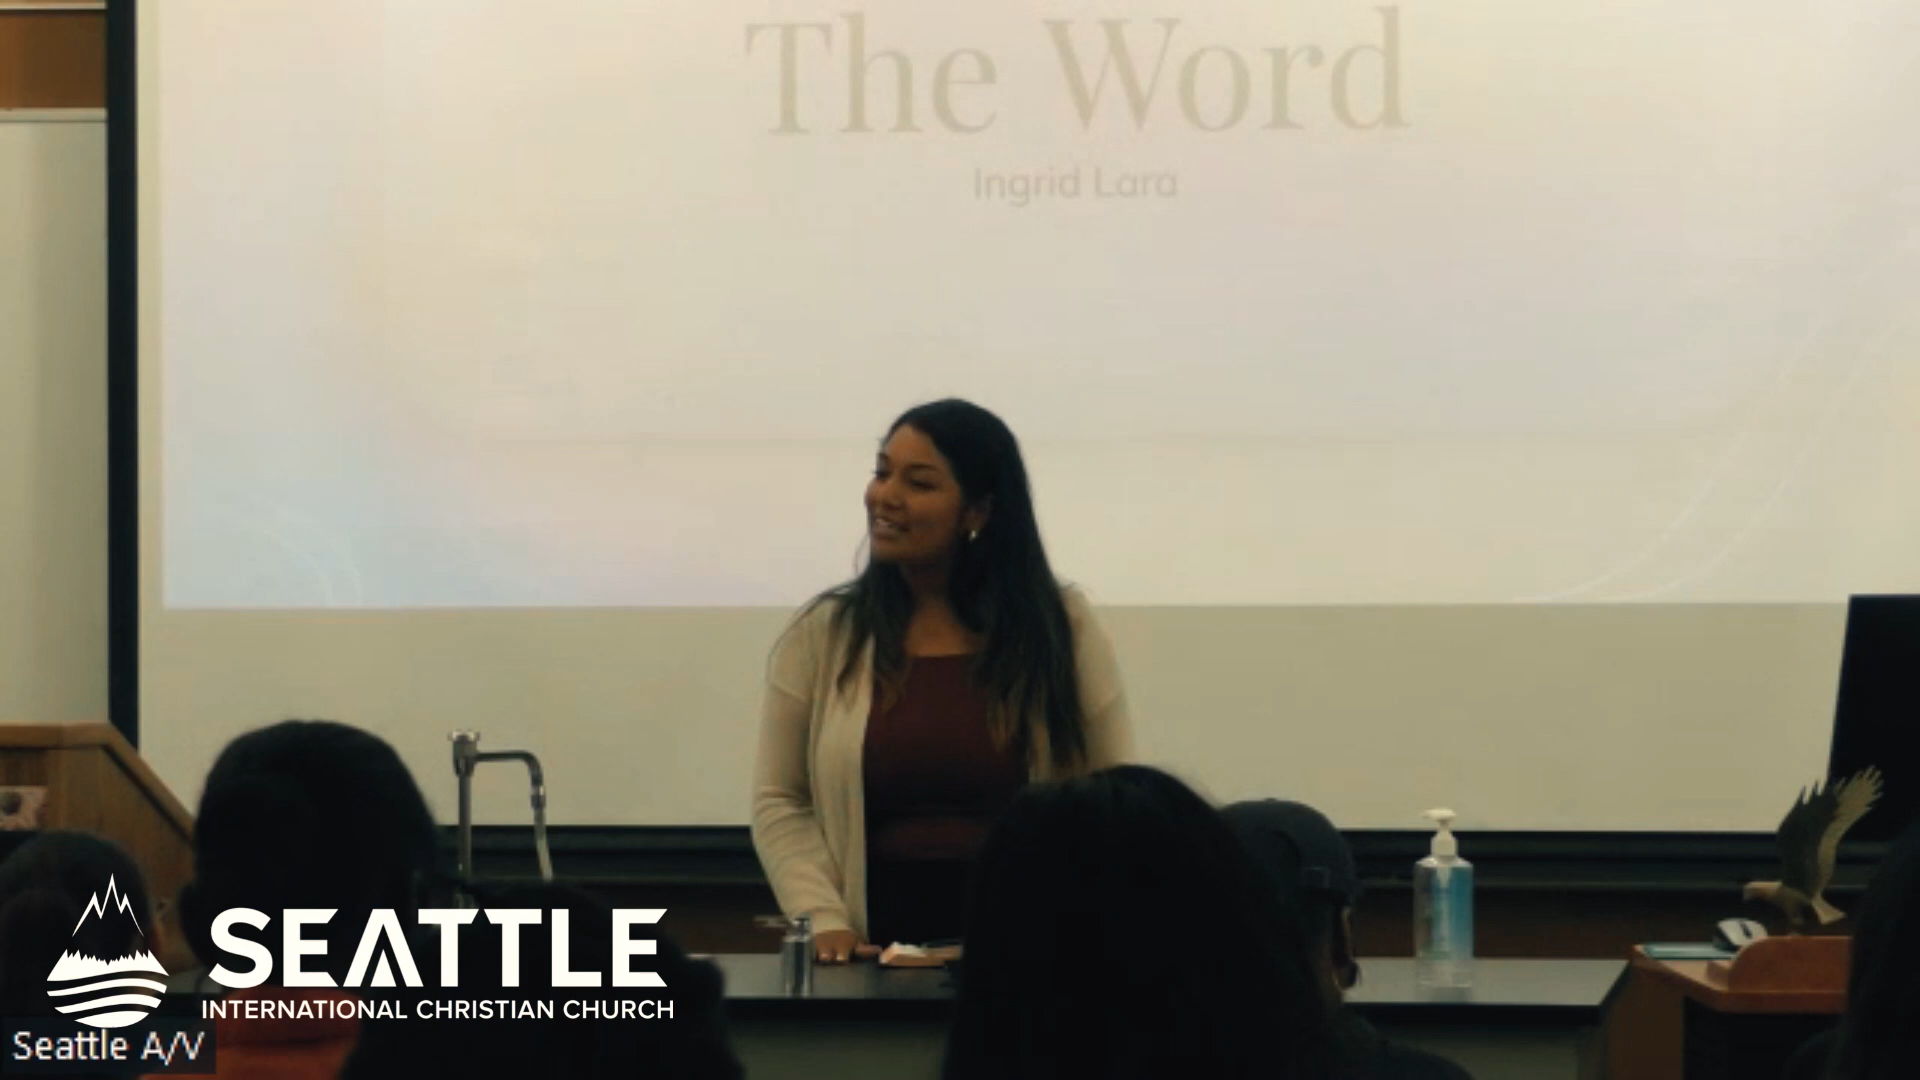 The Word
Ingrid Lara
SEATTLE
INTERNATIONAL CHRISTIAN CHURCH
Seattle A/V